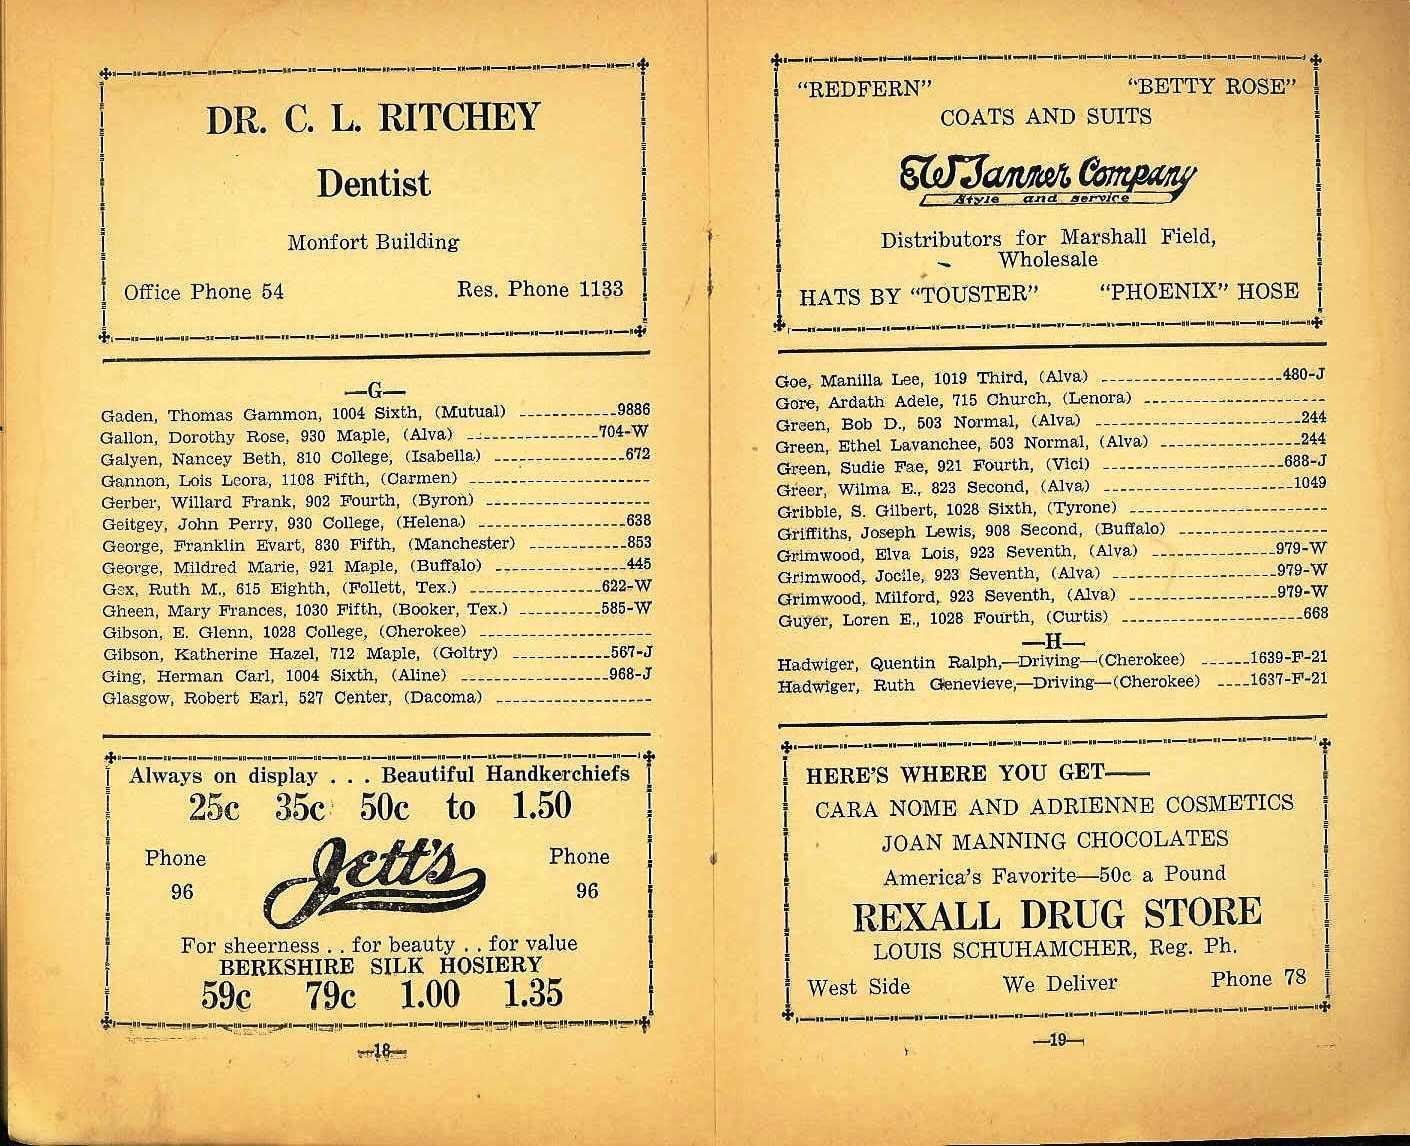 DR. C. L. RITCHEY
Dentist
Monfort Building
Office Phone 54 Res. Phone 1133
—G—
Gaden, Thomas Gammon, 1004 Sixth, (Mutual) ------------9886
Gallon, Dorothy Rose, 930 Maple, (Alva) ---------------704-W
Galyen, Nancey Beth, 810 College, (Isabella) ---------------672
Gannon, Lois Leora, 1108 Fifth, (Carmen) ----------------------
Gerber, Willard Frank, 902 Fourth, (Byron) --------------------
Geitgey, John Perry, 930 College, (Helena) ------------------638
George, Franklin Evart, 830 Fifth, (Manchester) ------------853
George, Mildred Marie, 921 Maple, (Buffalo) ---------------445
Gex, Ruth M., 615 Eighth, (Follett, Tex.) ----------------622-W
Gheen, Mary Frances, 1030 Fifth, (Booker, Tex.) ----------585-W
Gibson, E. Glenn, 1028 College, (Cherokee) ---------------------
Gibson, Katherine Hazel, 712 Maple, (Goltry) ------------567-J
Ging, Herman Carl, 1004 Sixth, (Aline) ------------------968-J
Glasgow, Robert Earl, 527 Center, (Dacoma) -------------------
Always on display . . . Beautiful Handkerchiefs
25c 35c 50c to 1.50
Phone 96 Jett's Phone 96
For sheerness . . for beauty . . for value
BERKSHIRE SILK HOSIERY
59c 79c 1.00 1.35
—18—
"REDFERN" "BETTY ROSE"
COATS AND SUITS
EW Tanner Company
Style and service
Distributors for Marshall Field,
Wholesale
HATS BY "TOUSTER" "PHOENIX" HOSE
Goe, Manilla Lee, 1019 Third, (Alva) ----------------------480-J
Gore, Ardath Adele, 715 Church, (Lenora) ----------------------
Green, Bob D., 503 Normal, (Alva) --------------------------244
Green, Ethel Lavanchee, 503 Normal, (Alva) -----------------244
Green, Sudie Fae, 921 Fourth, (Vici) ----------------------688-J
Greer, Wilma E., 823 Second, (Alva) -----------------------1049
Gribble, S. Gilbert, 1028 Sixth, (Tyrone) ------------------------
Griffiths, Joseph Lewis, 908 Second, (Buffalo) ------------------
Grimwood, Elva Lois, 923 Seventh, (Alva) ---------------979-W
Grimwood, Jocile, 923 Seventh, (Alva) --------------------979-W
Grimwood, Milford, 923 Seventh, (Alva) ------------------979-W
Guyer, Loren E., 1028 Fourth, (Curtis) ----------------------668
—H—
Hadwiger, Quentin Ralph,—Driving—(Cherokee) ------1639-F-21
Hadwiger, Ruth Genevieve,—Driving—(Cherokee) ----1637-F-21
HERE'S WHERE YOU GET—
CARA NOME AND ADRIENNE COSMETICS
JOAN MANNING CHOCOLATES
America's Favorite—50c a Pound
REXALL DRUG STORE
LOUIS SCHUHAMCHER, Reg. Ph.
West Side We Deliver Phone 78
—19—